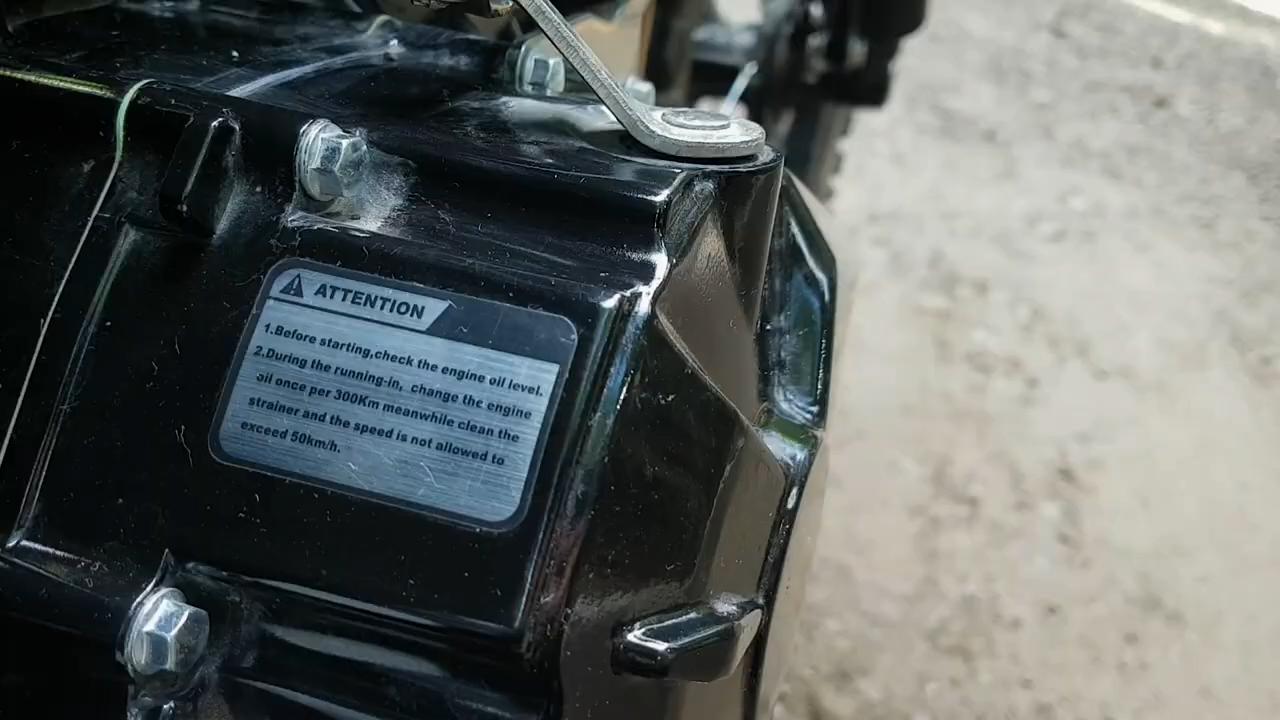 ATTENTION
1.Before starting,check the engine oil level.
2.During the running-in, change the engine
oil once per 300Km meanwhile clean the
strainer and the speed is not allowed to
exceed 50km/h.